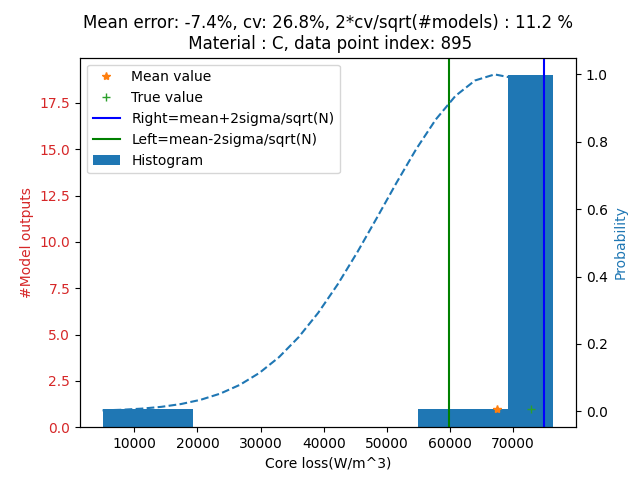 Mean error: -7.4%, cv: 26.8%, 2*cv/sqrt(#models) : 11.2 %
Material : C, data point index: 895
Mean value
True value
Right=mean+2sigma/sqrt(N)
Left=mean-2sigma/sqrt(N)
Histogram
#Model outputs
17.5
15.0
12.5
10.0
7.5
5.0
2.5
0.0
1.0
0.8
0.6
0.4
0.2
0.0
Probability
10000 20000 30000 40000 50000 60000 70000
Core loss(W/m^3)